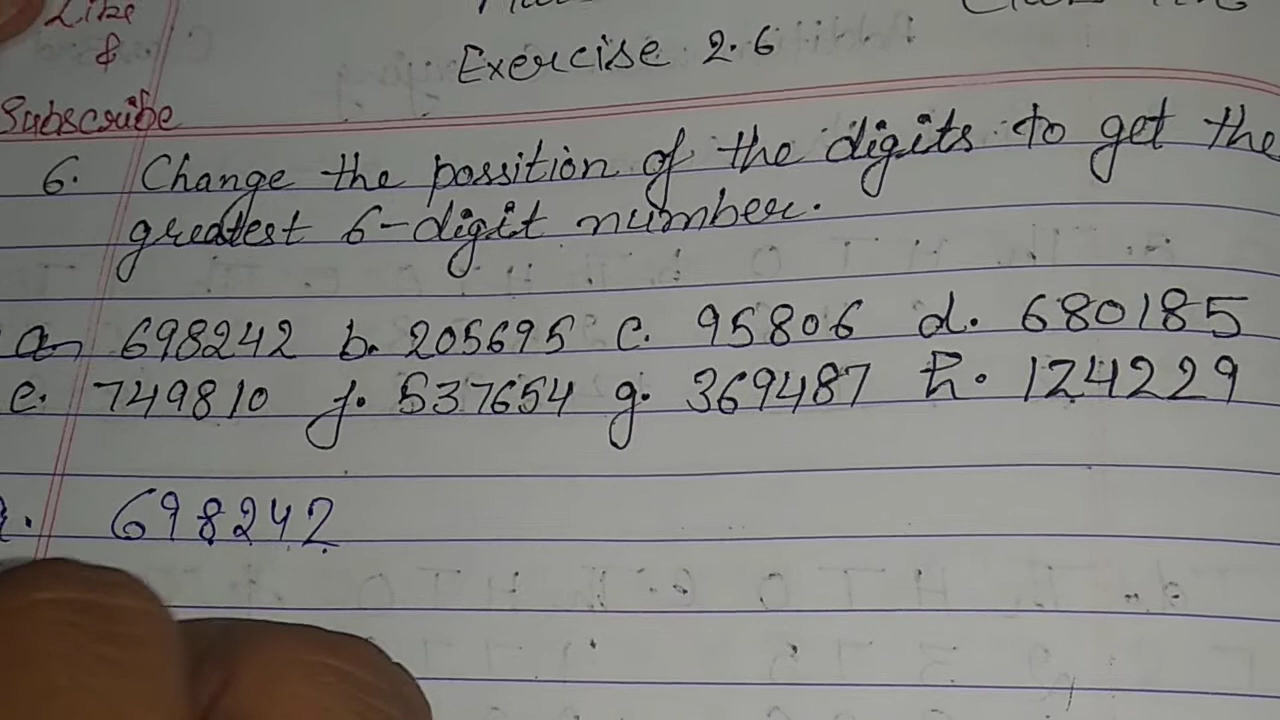 Like
&
Subscribe
Exercise 2.6
6. Change the possition of the digits to get the
greatest 6-digit number.
a 698242 b. 205695 c. 95806 d. 680185
e. 749810 f. 537654 g. 369487 h. 124229
698242